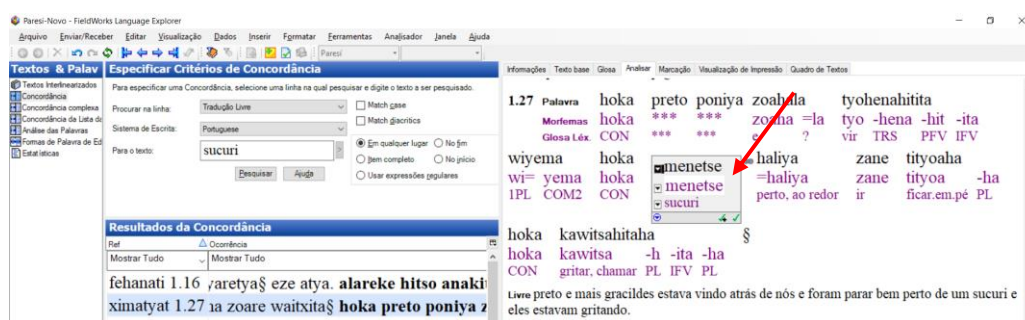 Paresi-Novo - FieldWorks Language Explorer
Arquivo Enviar/Receber Editar Visualização Dados Inserir Formatar Ferramentas Analisador Janela Ajuda
Paresí
Textos & Palav
Textos Interlinearizados
Concordância
Concordância complexa
Concordância da Lista de
Análise das Palavras
Formas de Palavra de Ed
Estatísticas
Especificar Critérios de Concordância
Para especificar uma Concordância, selecione uma linha na qual pesquisar e digite o texto a ser pesquisado.
Procurar na linha: Tradução Livre
Match case
Match diacritics
Sistema de Escrita: Portuguese
Para o texto: sucuri
Em qualquer lugar No fim
Item completo No início
Usar expressões regulares
Pesquisar Ajuda
Resultados da Concordância
Ref Ocorrência
Mostrar Tudo Mostrar Tudo
fehanati 1.16 yaretya§ eze atya. alareke hitso anaki
ximatyat 1.27 na zoare waitxita§ hoka preto poniya z
Informações Texto base Glosa Analisar Marcação Visualização de Impressão Quadro de Textos
1.27 Palavra hoka preto poniya zoahala tyohenahitita
Morfemas hoka *** *** zoaha =la tyo -hena -hit -ita
Glosa Léx. CON *** *** e ? vir TRS PFV IFV
wiyema hoka menetse haliya zane tityoaha
wi= yema hoka menetse =haliya zane tityoa -ha
1PL COM2 CON sucuri perto, ao redor ir ficar.em.pé PL
hoka kawitsahitaha §
hoka kawitsa -h -ita -ha
CON gritar, chamar PL IFV PL
Livre preto e mais gracildes estava vindo atrás de nós e foram parar bem perto de um sucuri e
eles estavam gritando.